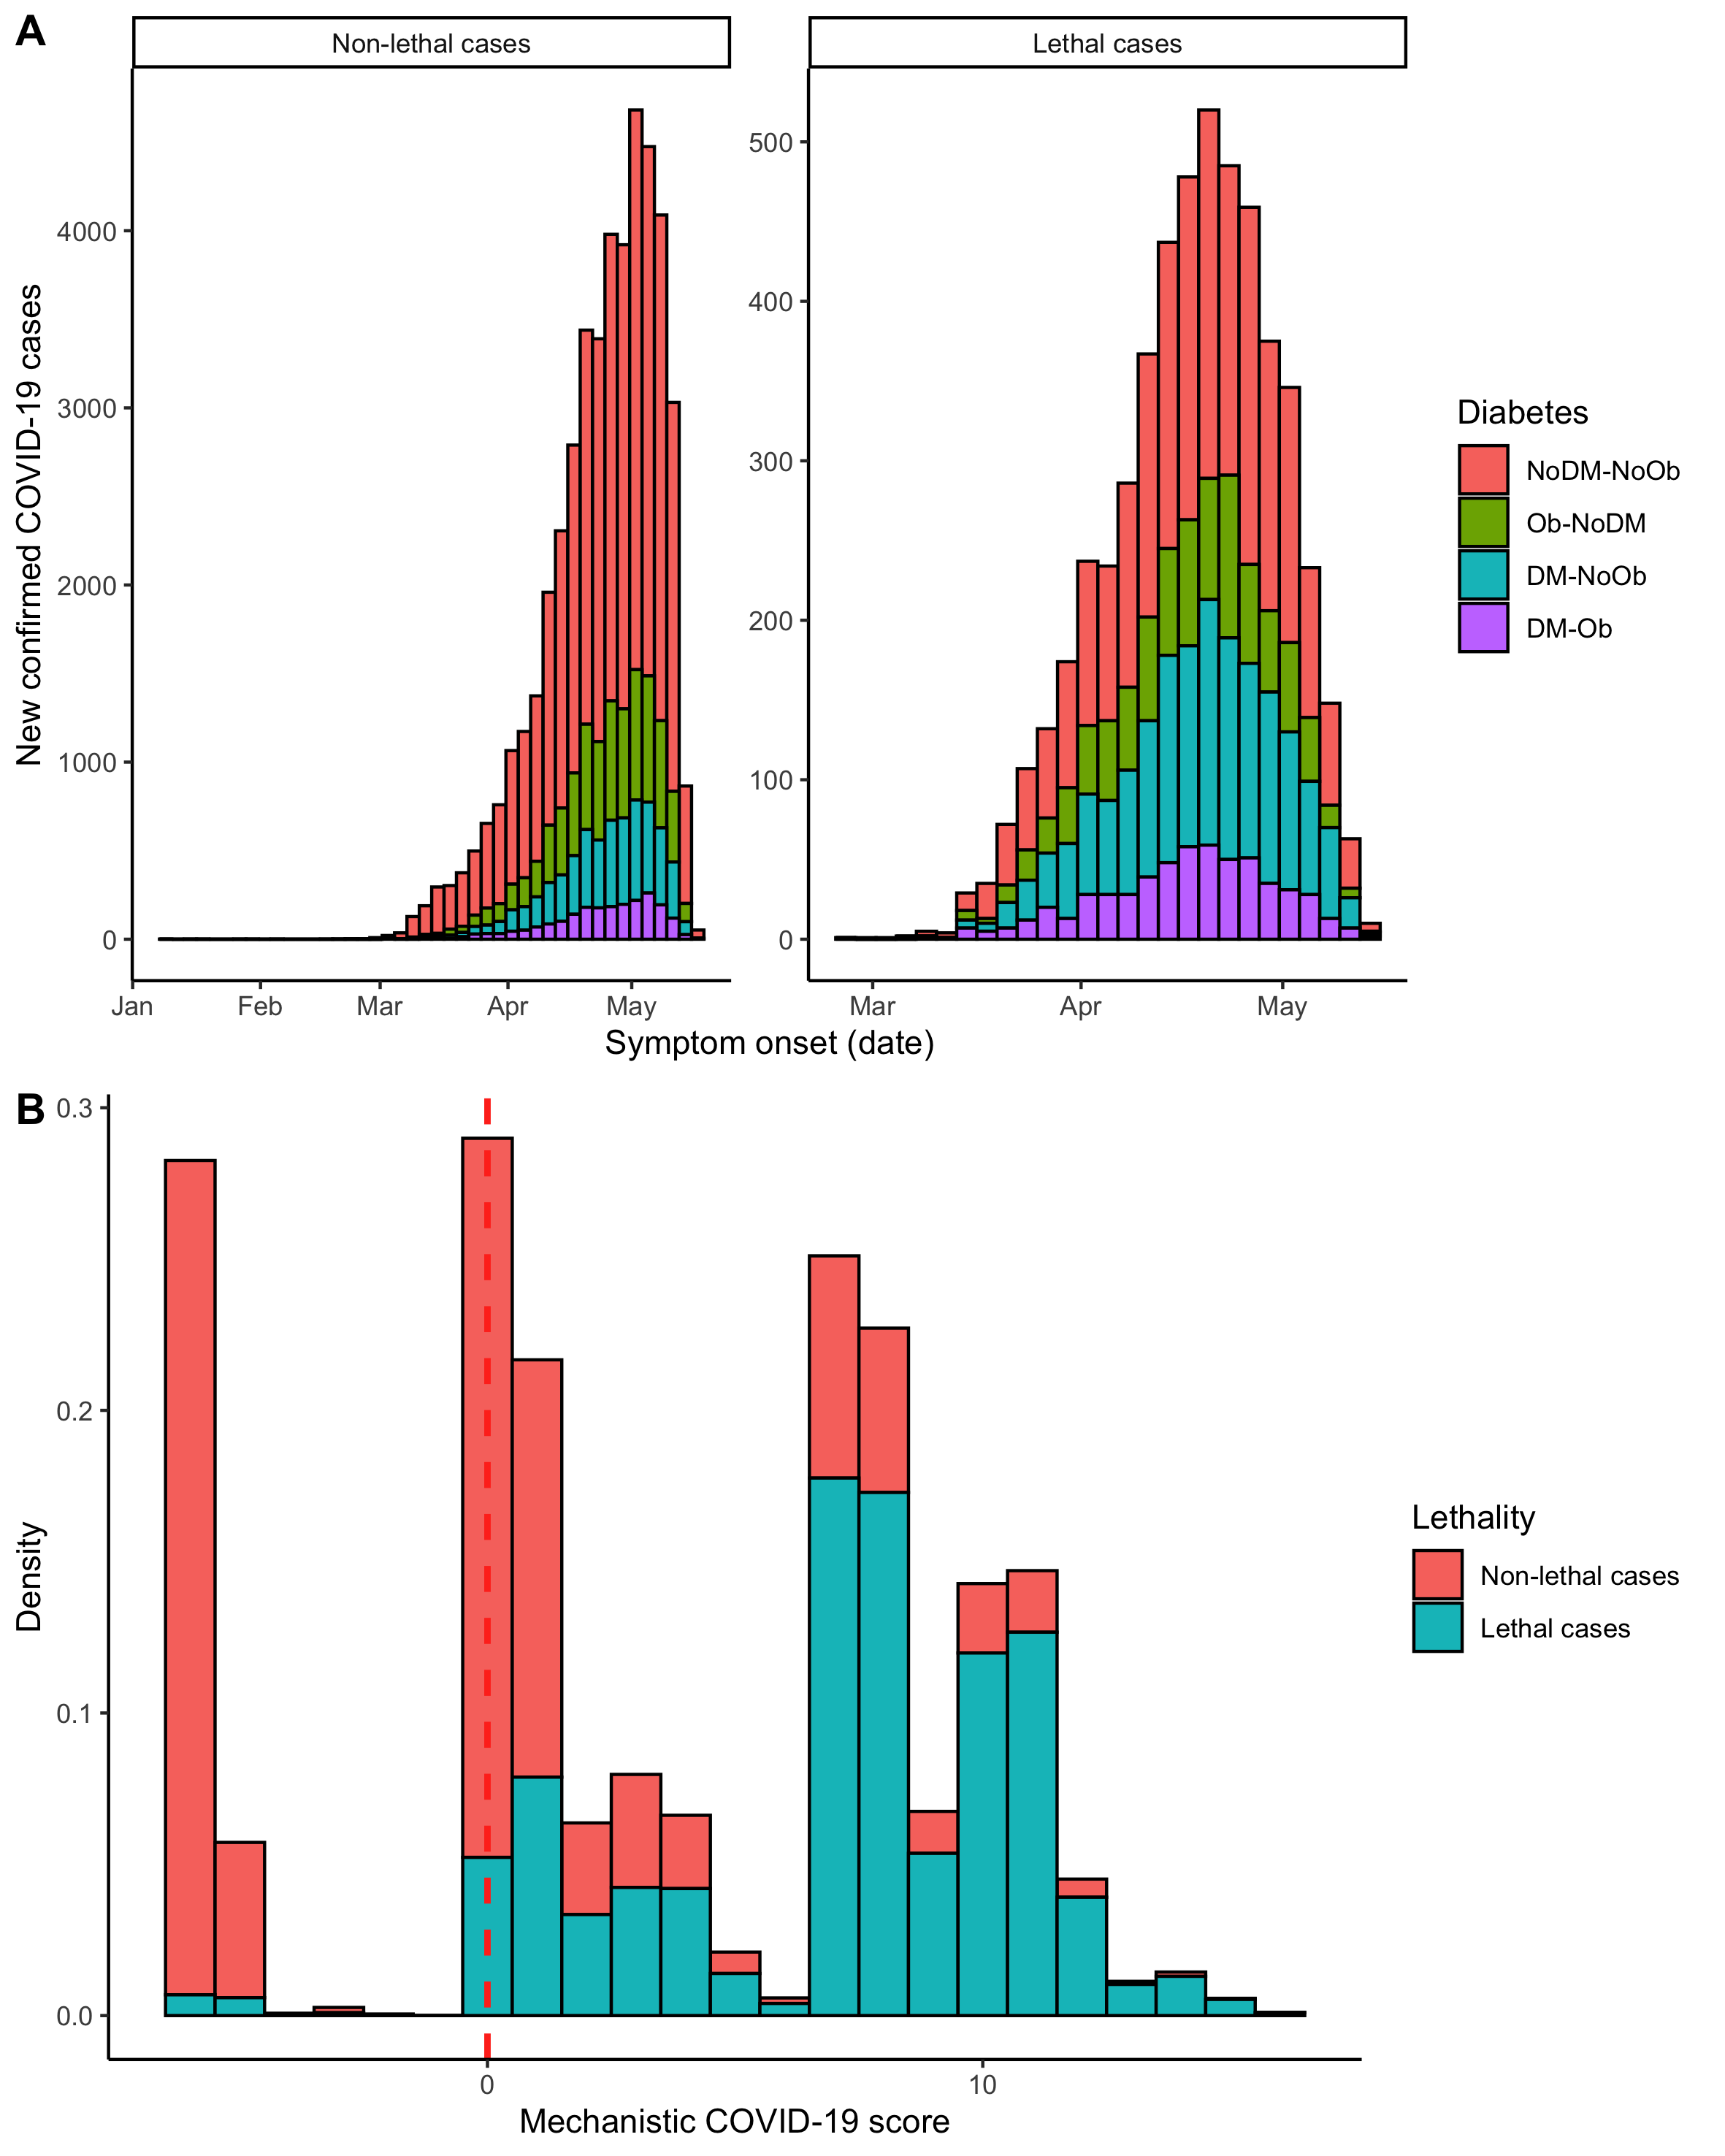 A
Non-lethal cases
Lethal cases
New confirmed COVID-19 cases
4000
3000
2000
1000
0
500
400
300
200
100
0
Jan Feb Mar Apr May
Mar Apr May
Symptom onset (date)
Diabetes
NoDM-NoOb
Ob-NoDM
DM-NoOb
DM-Ob
B
Density
0.3
0.2
0.1
0.0
0 10
Mechanistic COVID-19 score
Lethality
Non-lethal cases
Lethal cases